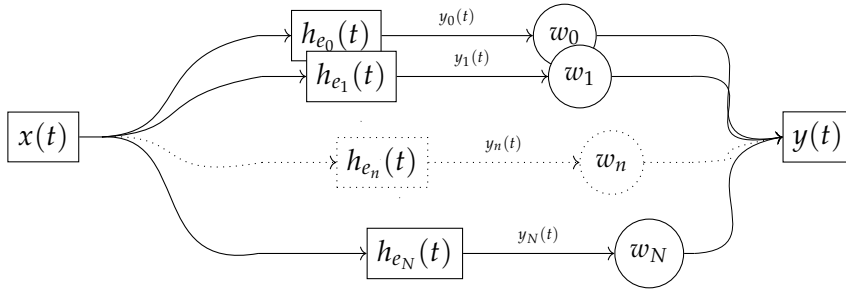 h_{e_0}(t) y_0(t) w_0
h_{e_1}(t) y_1(t) w_1
x(t) y(t)
h_{e_n}(t) y_n(t) w_n
h_{e_N}(t) y_N(t) w_N